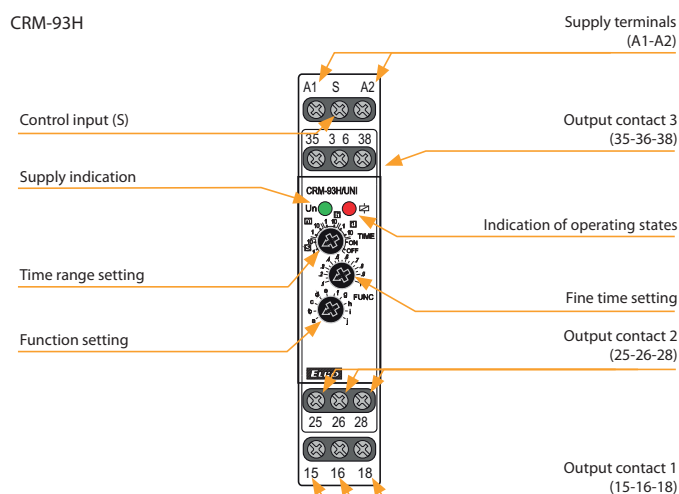 CRM-93H
Supply terminals
(A1-A2)
A1 S A2
Control input (S)
Output contact 3
(35-36-38)
35 3 6 38
Supply indication
CRM-93H/UNI
Un
Indication of operating states
TIME
ON
OFF
Time range setting
Fine time setting
FUNC
a b c d e f g h i j
Function setting
Output contact 2
(25-26-28)
ELKO
25 26 28
Output contact 1
(15-16-18)
15 16 18